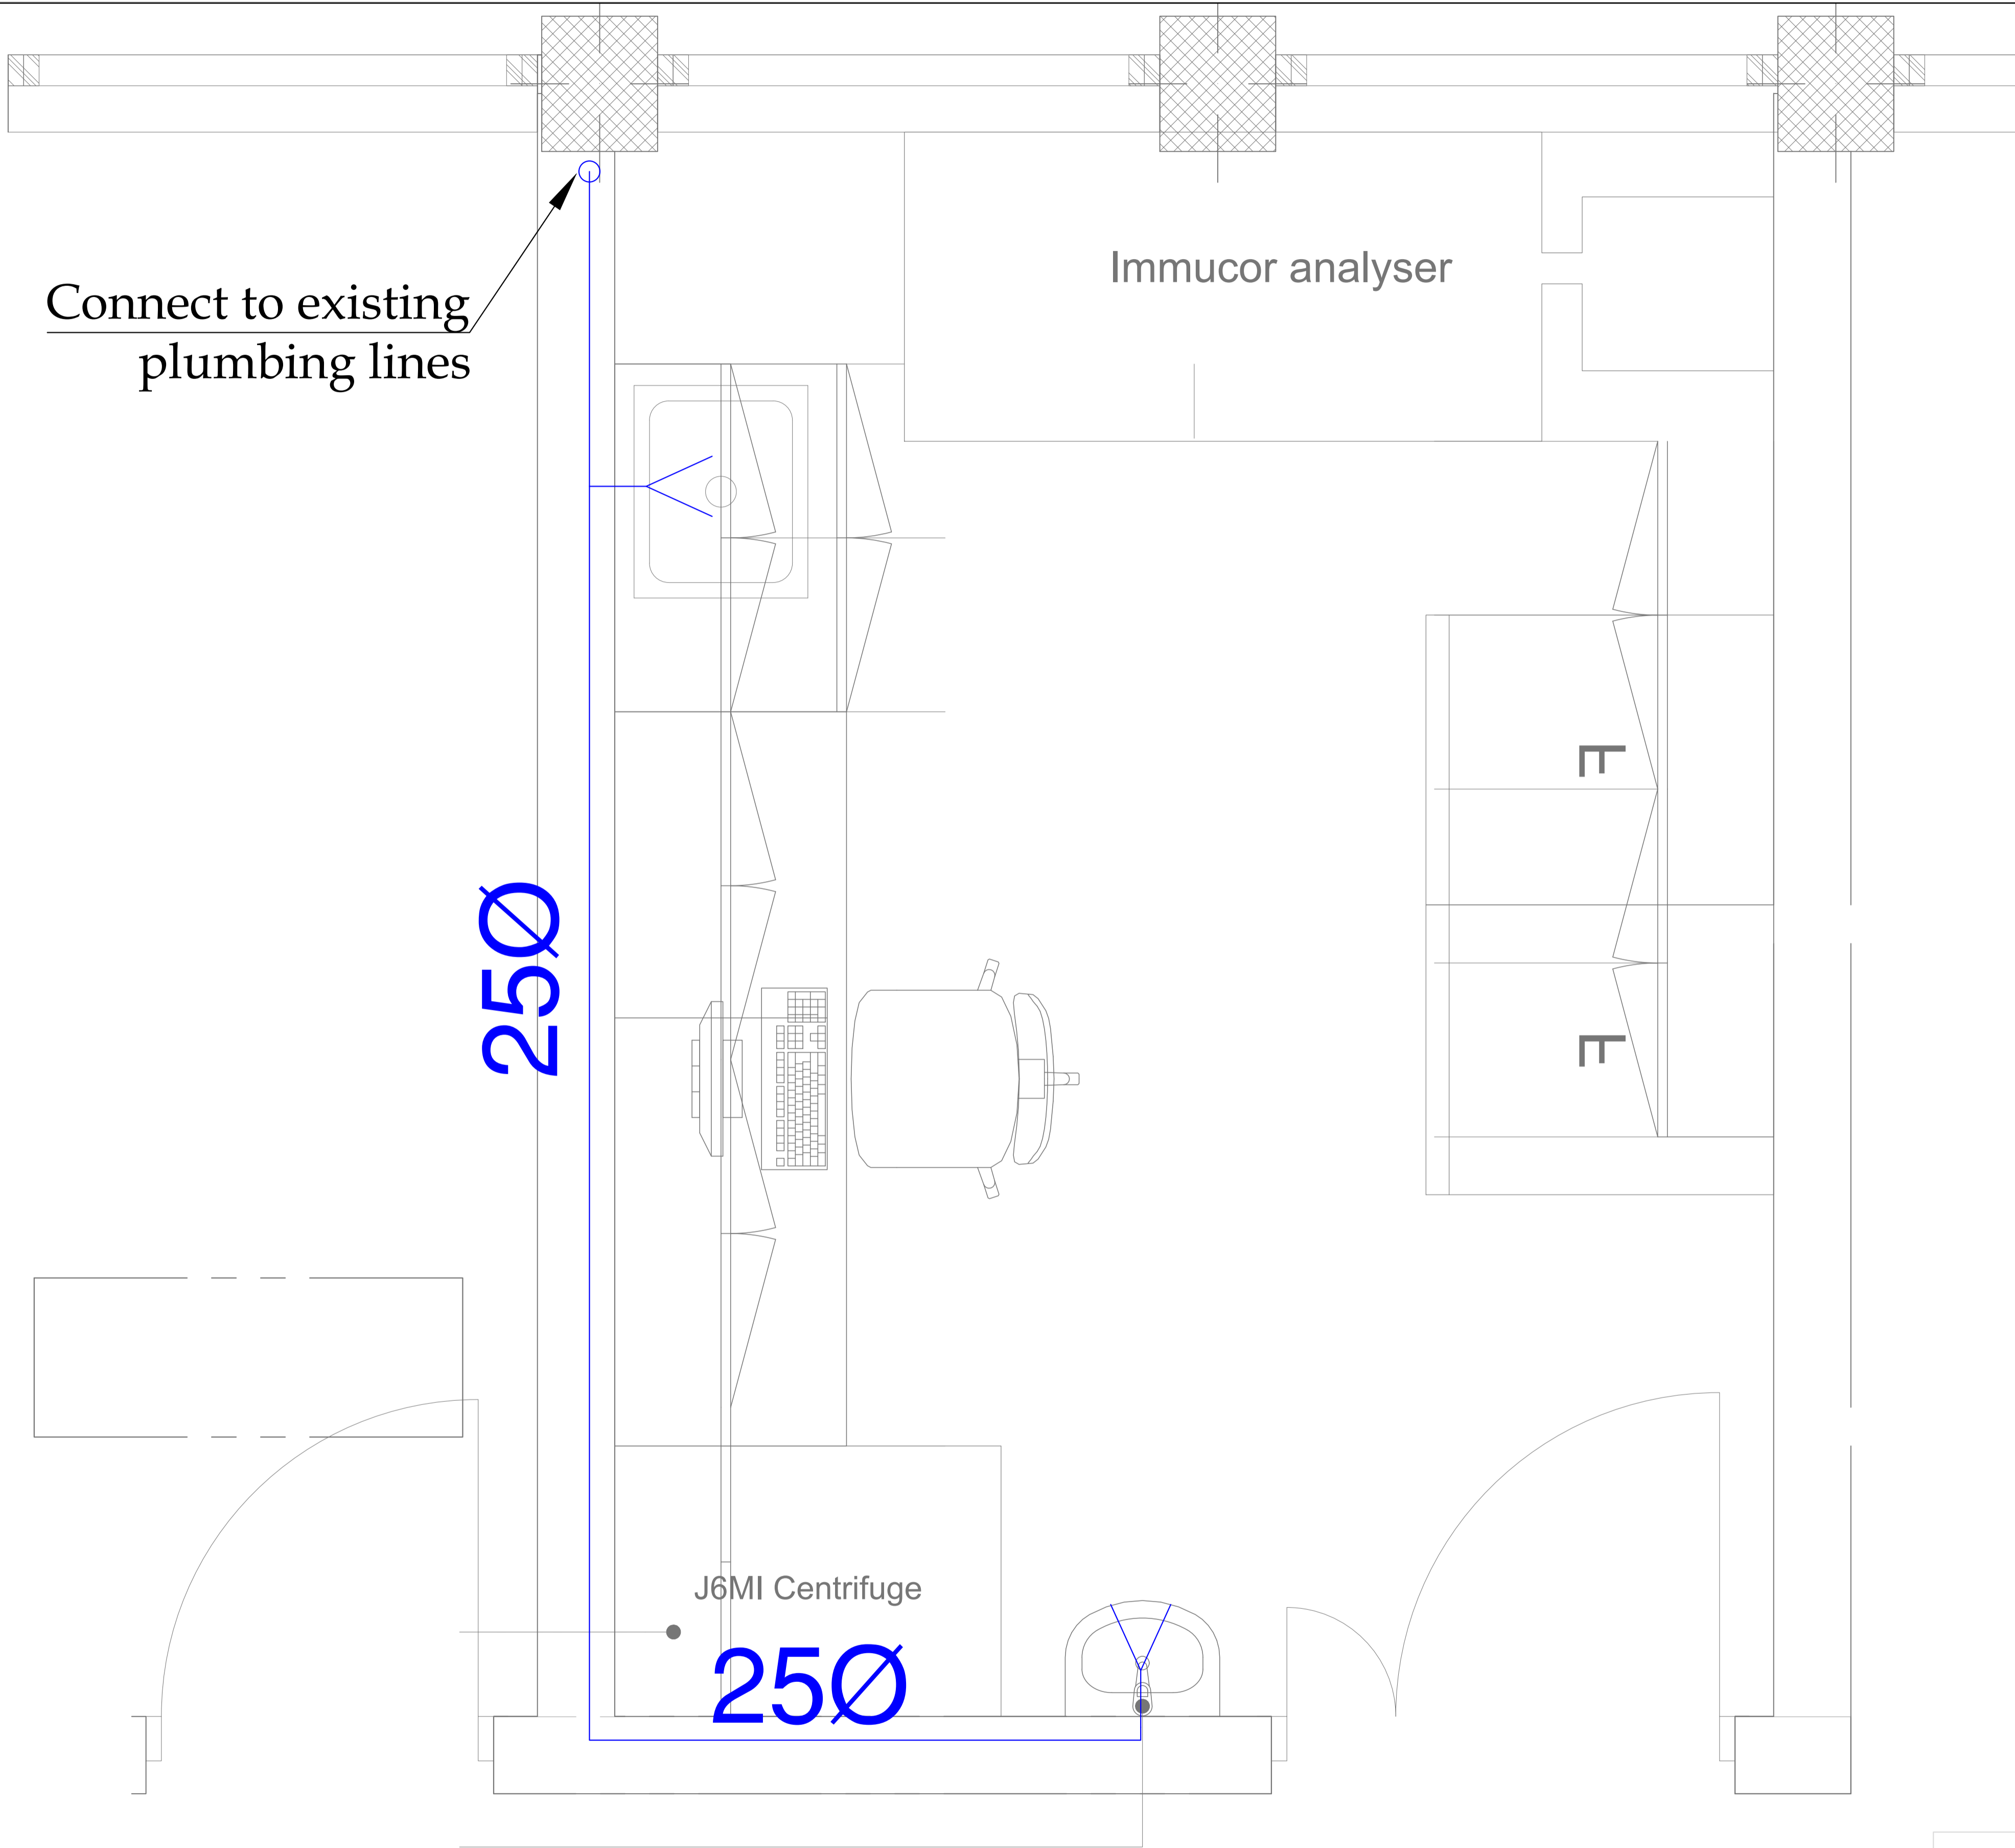 Immucor analyser
Connect to existing
plumbing lines
F
25Ø
F
J6MI Centrifuge
25Ø